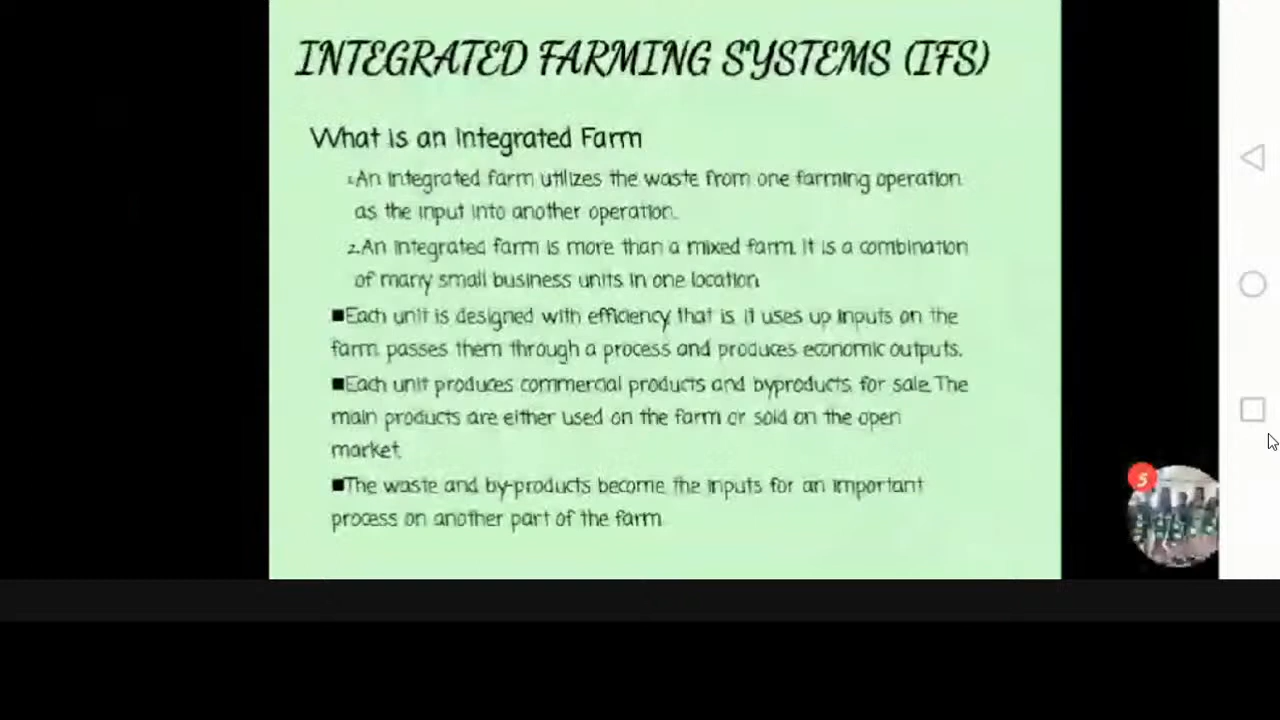 INTEGRATED FARMING SYSTEMS (IFS)
What is an Integrated Farm
1.An integrated farm utilizes the waste from one farming operation
as the input into another operation.
2.An integrated farm is more than a mixed farm. It is a combination
of many small business units in one location
■Each unit is designed with efficiency, that is, it uses up inputs on the
farm, passes them through a process and produces economic outputs.
■Each unit produces commercial products and byproducts for sale.The
main products are either used on the farm or sold on the open
market.
■The waste and by-products become the inputs for an important
process on another part of the farm
5